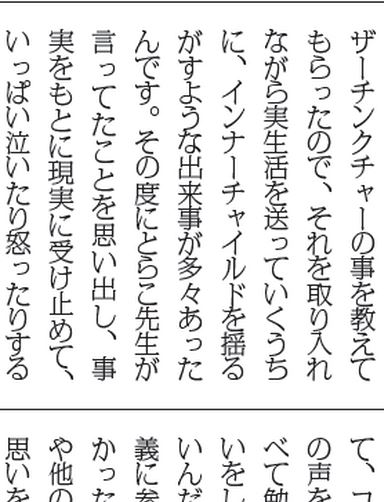 ザーチンクチャーの事を教えて
もらったので、それを取り入れ
ながら実生活を送っていくうち
に、インナーチャイルドを揺る
がすような出来事が多々あった
んです。その度にとらこ先生が
言ってたことを思い出し、事
実をもとに現実に受け止めて、
いっぱい泣いたり怒ったりする
て、コ
の声を
べて勉
いをし
いんだ
義に参
かった
や他の
思いを